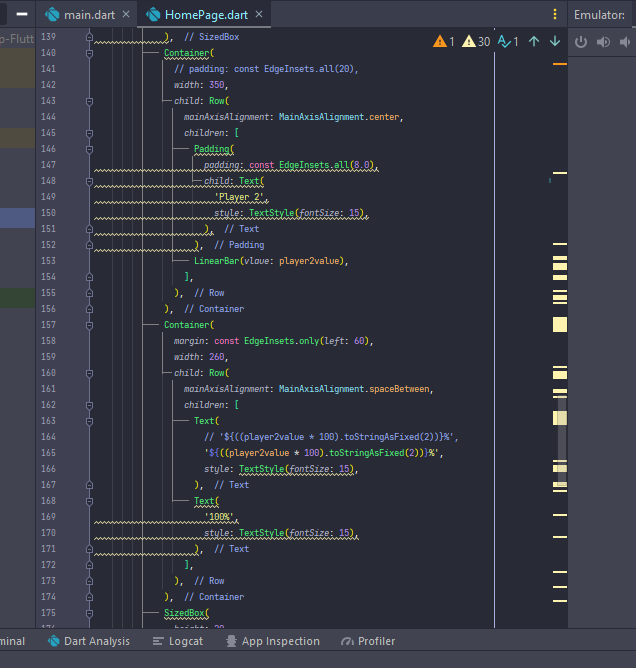 main.dart HomePage.dart Emulator:
p-Flutt
1 30 1
139 ), // SizedBox
140 Container(
141 // padding: const EdgeInsets.all(20),
142 width: 350,
143 child: Row(
144 mainAxisAlignment: MainAxisAlignment.center,
145 children: [
146 Padding(
147 padding: const EdgeInsets.all(8.0),
148 child: Text(
149 'Player 2',
150 style: TextStyle(fontSize: 15),
151 ), // Text
152 ), // Padding
153 LinearBar(vlaue: player2value),
154 ],
155 ), // Row
156 ), // Container
157 Container(
158 margin: const EdgeInsets.only(left: 60),
159 width: 260,
160 child: Row(
161 mainAxisAlignment: MainAxisAlignment.spaceBetween,
162 children: [
163 Text(
164 // '${((player2value * 100).toStringAsFixed(2))}%',
165 '${((player2value * 100).toStringAsFixed(2))}%',
166 style: TextStyle(fontSize: 15),
167 ), // Text
168 Text(
169 '100%',
170 style: TextStyle(fontSize: 15),
171 ), // Text
172 ],
173 ), // Row
174 ), // Container
175 SizedBox(
minal Dart Analysis Logcat App Inspection Profiler